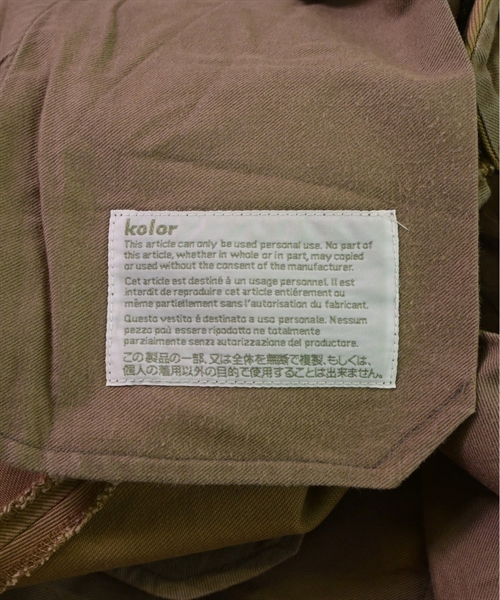 kolor
This article can only be used personal use. No part of
this article, whether in whole or in part, may copied
or used without the consent of the manufacturer.
Cet article est destiné à un usage personnel. Il est
interdit de reproduire cet article entiérement ou
même partiellement sans l'autorisation du fabricant.
Questo vestito é destinato a uso personale. Nessum
pezzo poù essere ripodotto ne totalmente
parzialmente senza autorizzazione del productore.
この製品の一部、又は全体を無断で複製、もしくは、
個人の着用以外の目的で使用することは出来ません。